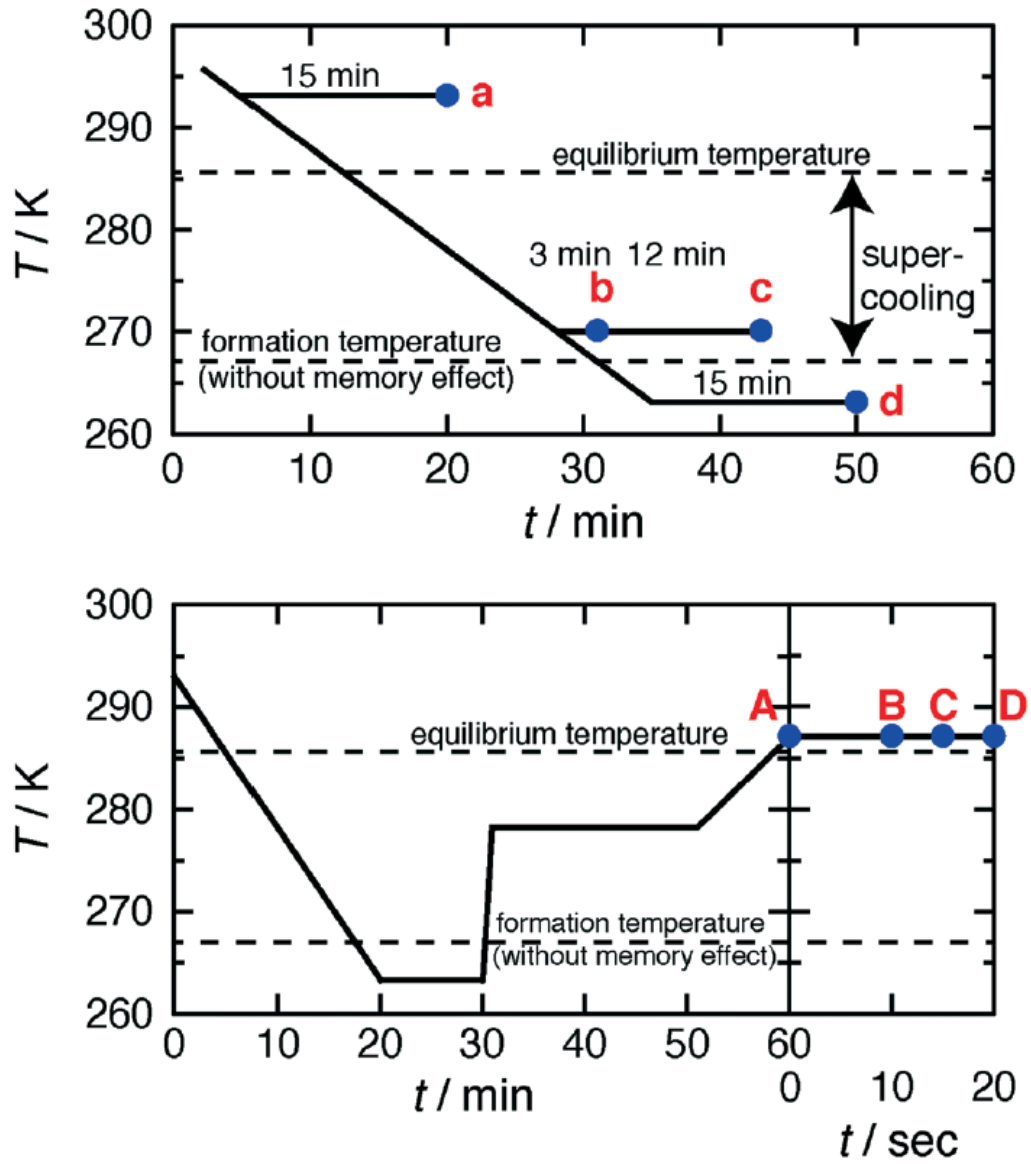 300
290
280
270
260
T / K
15 min
a
equilibrium temperature
3 min 12 min
b
c
super-
cooling
formation temperature
(without memory effect)
15 min
d
0
10
20
30
40
50
60
t / min
300
290
280
270
260
T / K
A
B
C
D
equilibrium temperature
formation temperature
(without memory effect)
0
10
20
30
40
50
60
0
10
20
t / min
t / sec